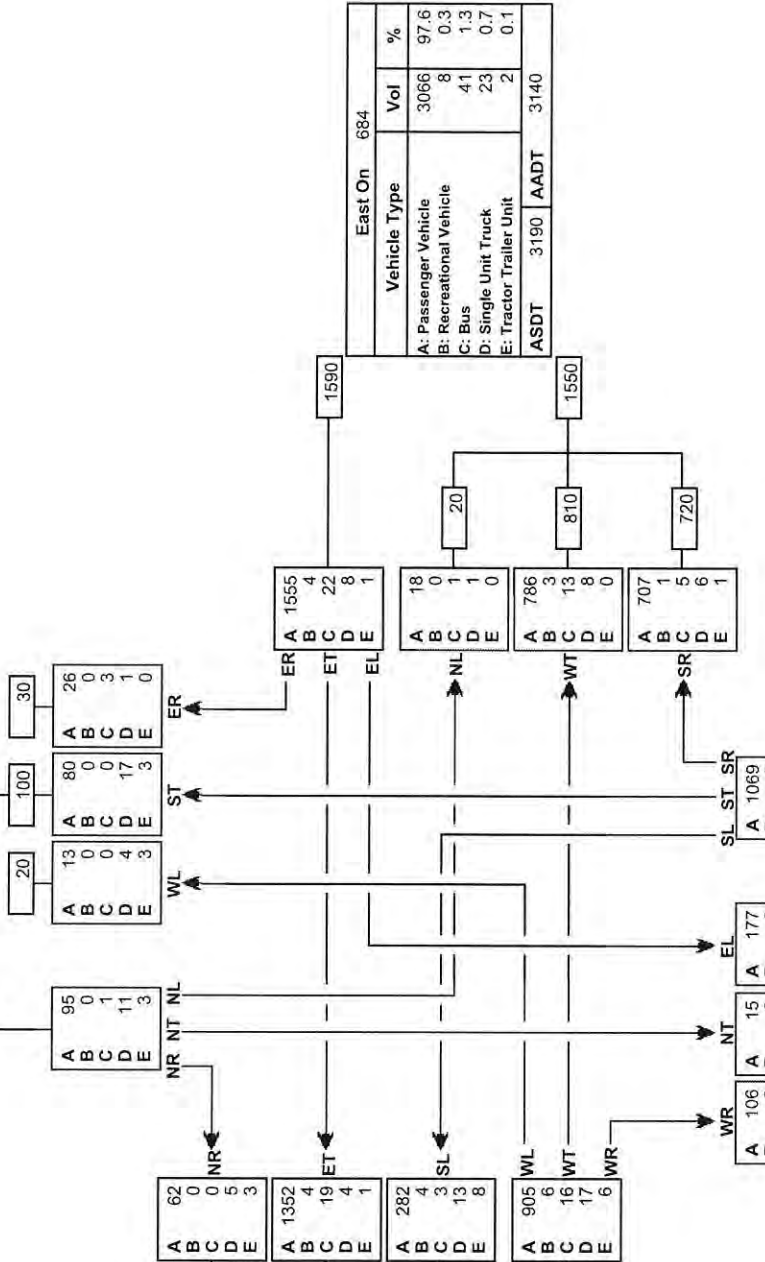 30
A 26
B 0
C 3
D 1
E 0
ER
100
A 80
B 0
C 0
D 17
E 3
ST
20
A 13
B 0
C 0
D 4
E 3
WL
A 95
B 0
C 1
D 11
E 3
NR NT NL
East On 684
Vehicle Type Vol %
A: Passenger Vehicle 3066 97.6
B: Recreational Vehicle 8 0.3
C: Bus 41 1.3
D: Single Unit Truck 23 0.7
E: Tractor Trailer Unit 2 0.1
ASDT 3190 AADT 3140
1590
ER
ET
EL
A 1555
B 4
C 22
D 8
E 1
1550
20
NL
A 18
B 0
C 1
D 1
E 0
810
WT
A 786
B 3
C 13
D 8
E 0
720
SR
A 707
B 1
C 5
D 6
E 1
NR
A 62
B 0
C 0
D 5
E 3
ET
A 1352
B 4
C 19
D 4
E 1
SL
A 282
B 4
C 3
D 13
E 8
WL
WT
WR
A 905
B 6
C 16
D 17
E 6
WR
A 106
NT
A 15
EL
A 177
SL ST SR
A 1069